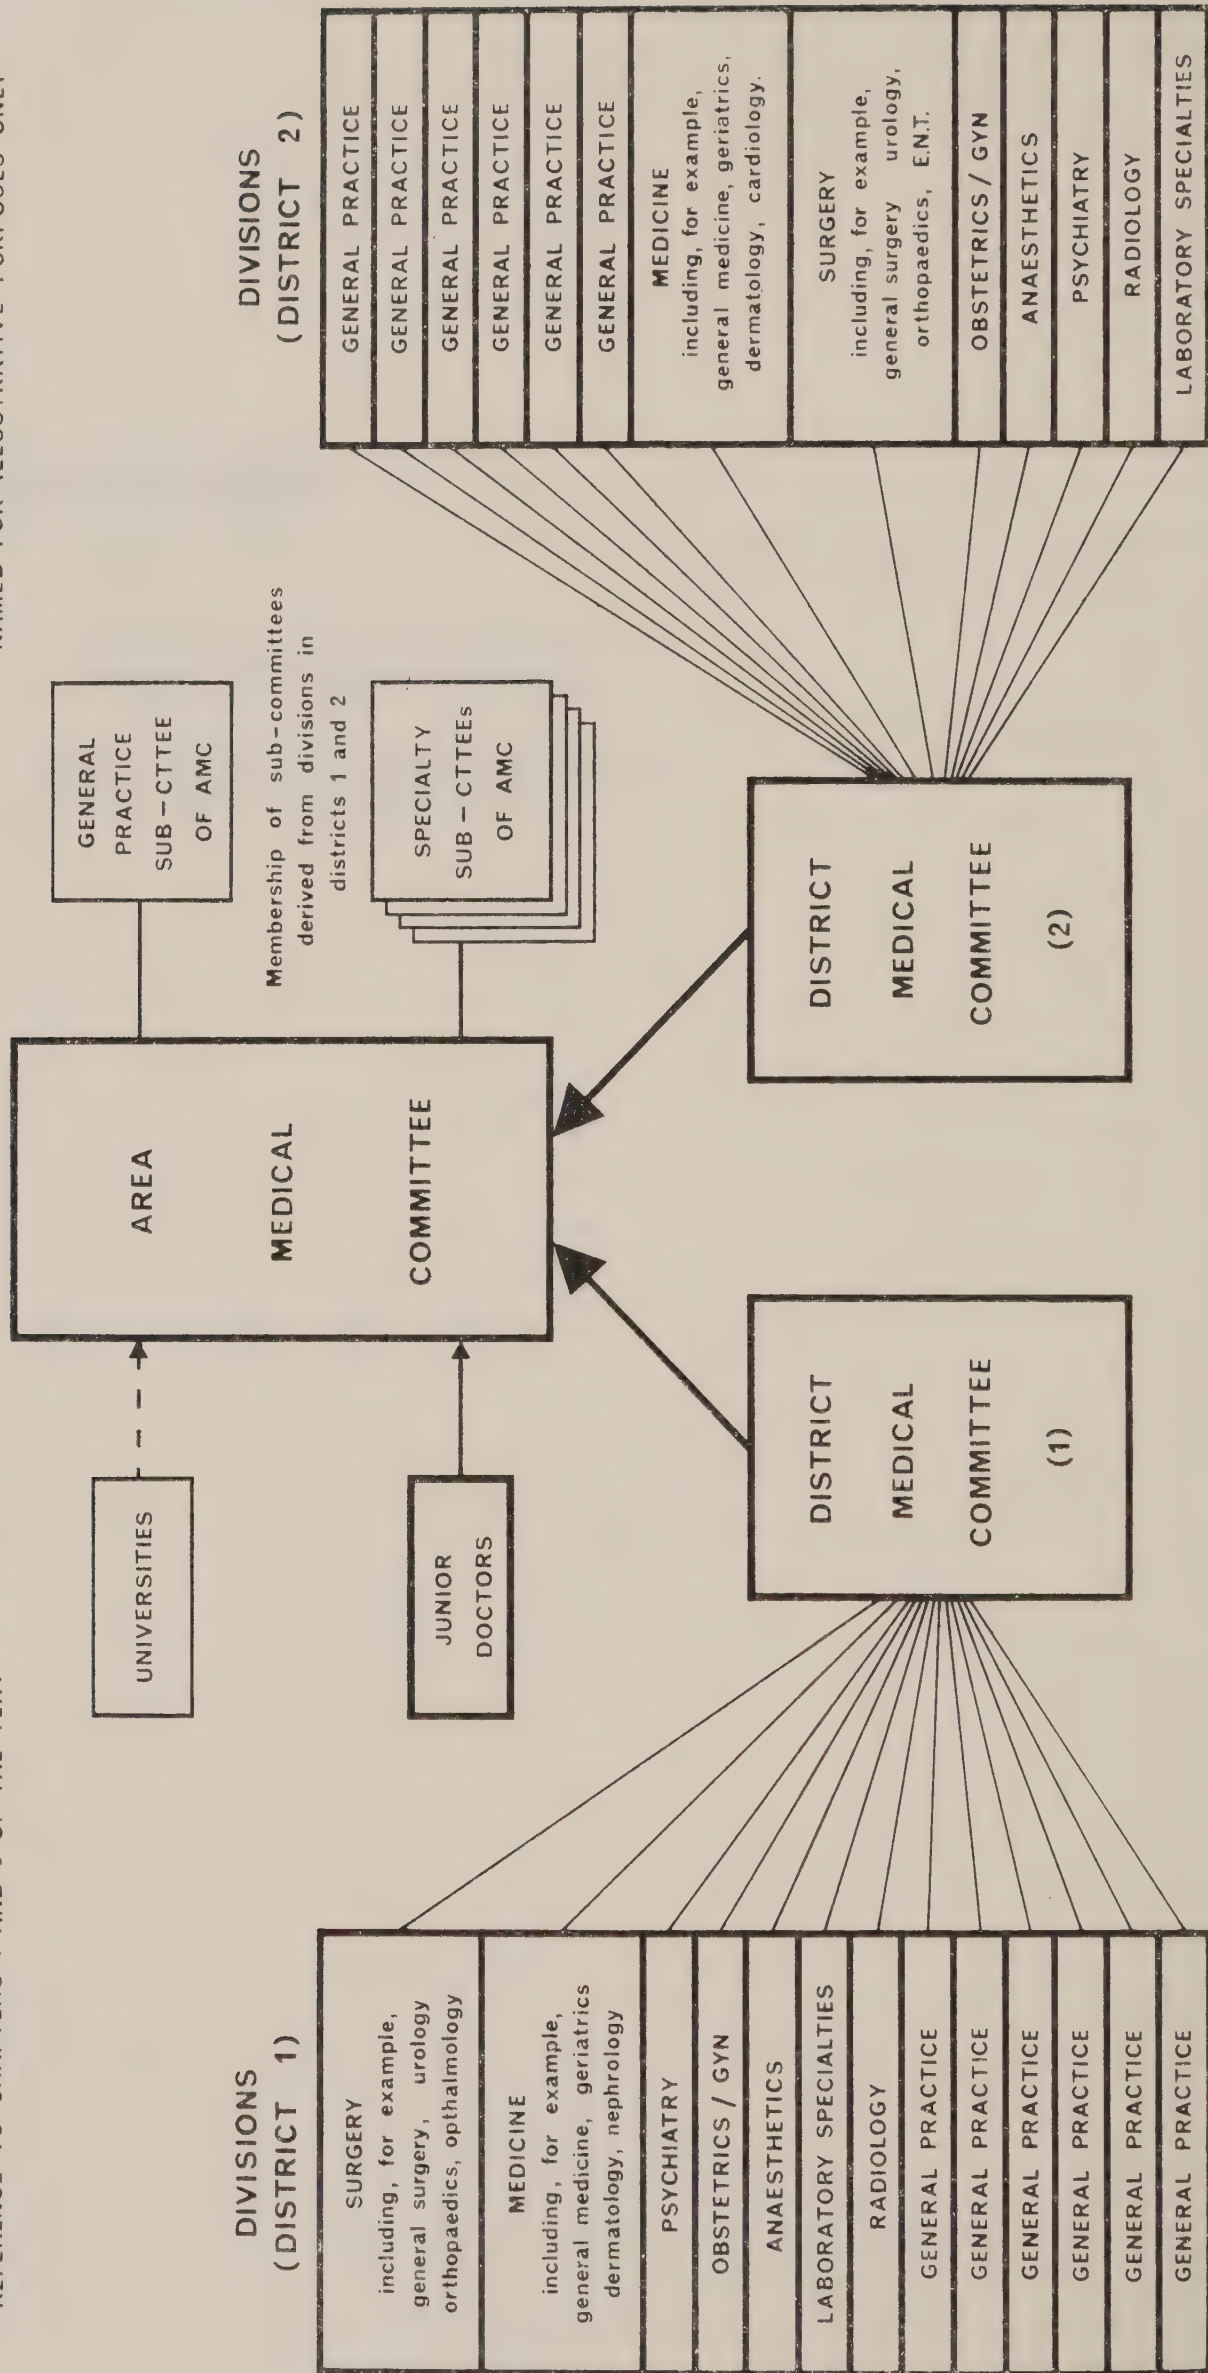 AREA
MEDICAL
COMMITTEE
UNIVERSITIES
JUNIOR
DOCTORS
GENERAL
PRACTICE
SUB-CTTEE
OF AMC
Membership of sub-committees
derived from divisions in
districts 1 and 2
SPECIALTY
SUB-CTTEEs
OF AMC
DIVISIONS
(DISTRICT 1)
SURGERY
including, for example,
general surgery, urology
orthopaedics, opthalmology
MEDICINE
including, for example,
general medicine, geriatrics
dermatology, nephrology
PSYCHIATRY
OBSTETRICS / GYN
ANAESTHETICS
LABORATORY SPECIALTIES
RADIOLOGY
GENERAL PRACTICE
GENERAL PRACTICE
GENERAL PRACTICE
GENERAL PRACTICE
GENERAL PRACTICE
GENERAL PRACTICE
DISTRICT
MEDICAL
COMMITTEE
(1)
DISTRICT
MEDICAL
COMMITTEE
(2)
DIVISIONS
(DISTRICT 2)
GENERAL PRACTICE
GENERAL PRACTICE
GENERAL PRACTICE
GENERAL PRACTICE
GENERAL PRACTICE
GENERAL PRACTICE
MEDICINE
including, for example,
general medicine, geriatrics,
dermatology, cardiology.
SURGERY
including, for example,
general surgery urology,
orthopaedics, E.N.T.
OBSTETRICS / GYN
ANAESTHETICS
PSYCHIATRY
RADIOLOGY
LABORATORY SPECIALTIES